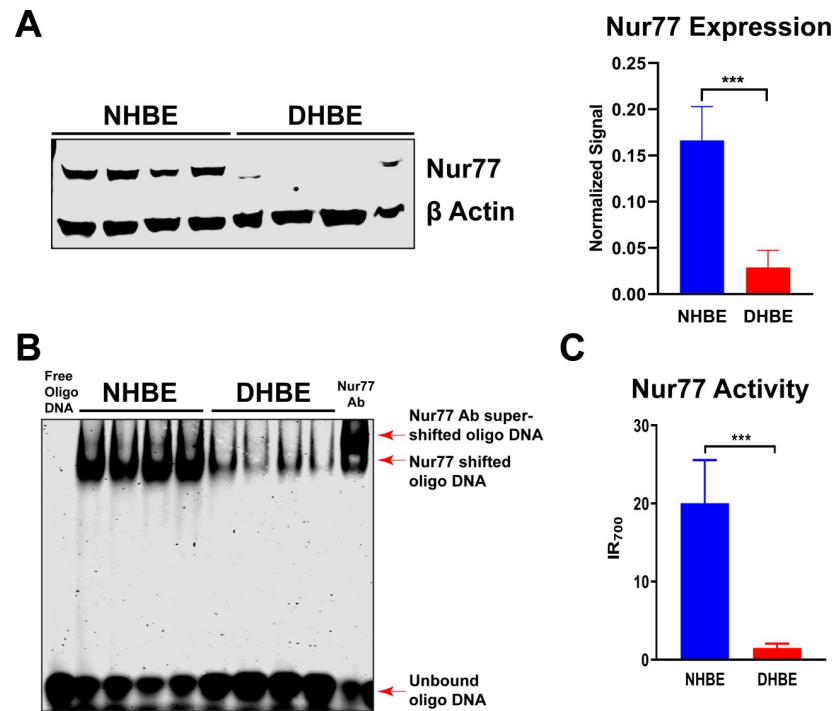 A
NHBE
DHBE
Nur77
β Actin
Nur77 Expression
Normalized Signal
0.25
0.20
0.15
0.10
0.05
0.00
***
NHBE
DHBE
B
Free
Oligo
DNA
NHBE
DHBE
Nur77
Ab
Nur77 Ab super-
shifted oligo DNA
Nur77 shifted
oligo DNA
Unbound
oligo DNA
C
Nur77 Activity
IR700
30
20
10
0
***
NHBE
DHBE